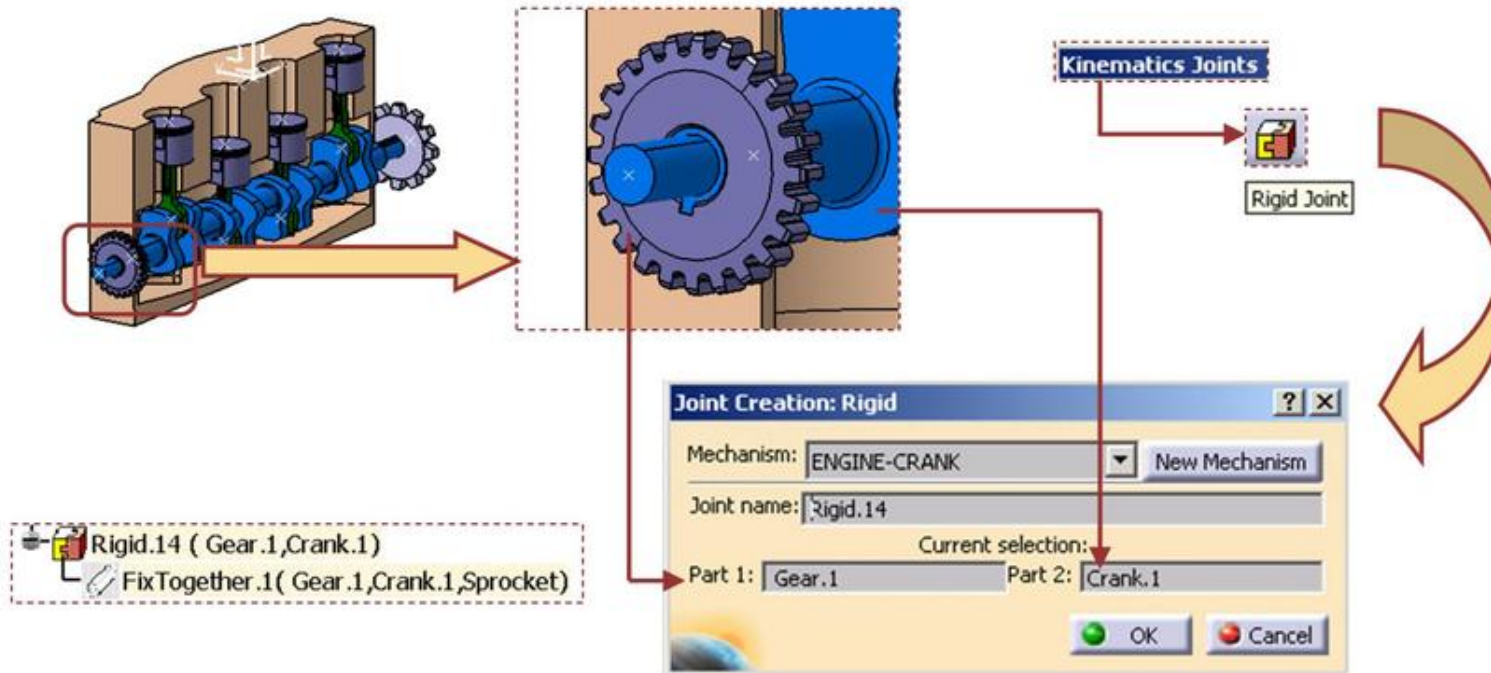 Kinematics Joints
Rigid Joint
Joint Creation: Rigid
? X
Mechanism: ENGINE-CRANK New Mechanism
Joint name: Rigid.14
Current selection:
Part 1: Gear.1 Part 2: Crank.1
OK Cancel
Rigid.14 ( Gear.1,Crank.1)
FixTogether.1( Gear.1,Crank.1,Sprocket)